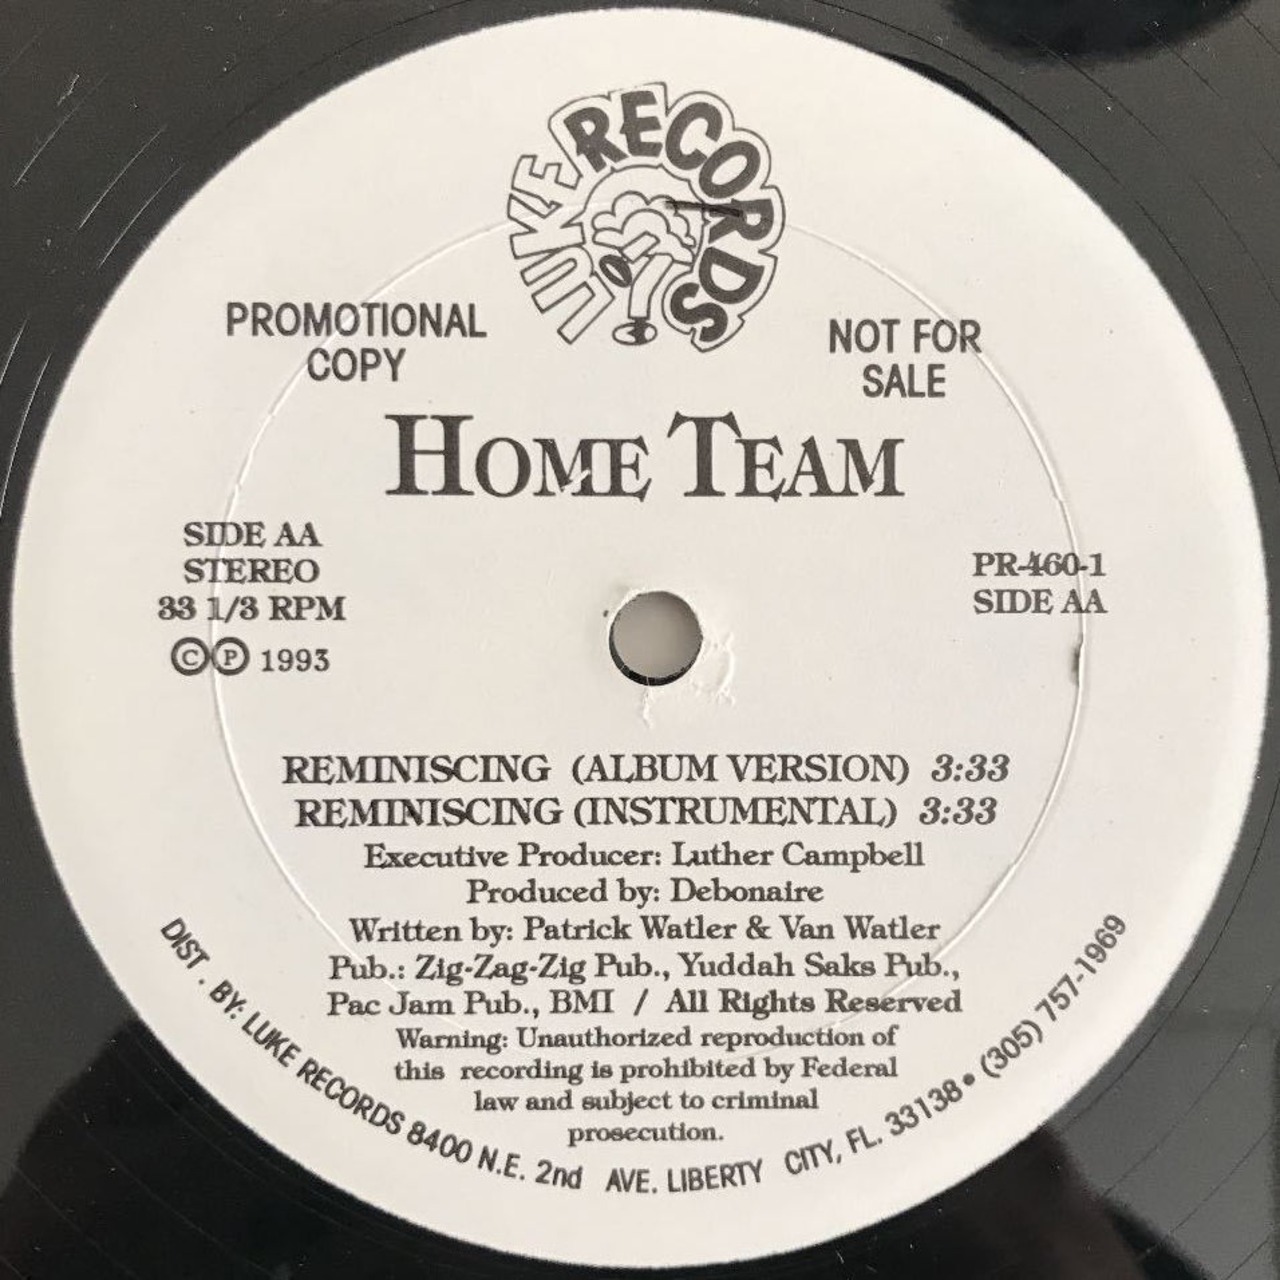 LUKE RECORDS
PROMOTIONAL
COPY
NOT FOR
SALE
HOME TEAM
SIDE AA
STEREO
33 1/3 RPM
©℗ 1993
PR-460-1
SIDE AA
REMINISCING (ALBUM VERSION) 3:33
REMINISCING (INSTRUMENTAL) 3:33
Executive Producer: Luther Campbell
Produced by: Debonaire
Written by: Patrick Watler & Van Watler
Pub.: Zig-Zag-Zig Pub., Yuddah Saks Pub.,
Pac Jam Pub., BMI / All Rights Reserved
Warning: Unauthorized reproduction of
this recording is prohibited by Federal
law and subject to criminal
prosecution.
DIST . BY: LUKE RECORDS 8400 N.E. 2nd AVE. LIBERTY CITY, FL. 33138 • (305) 757-1969